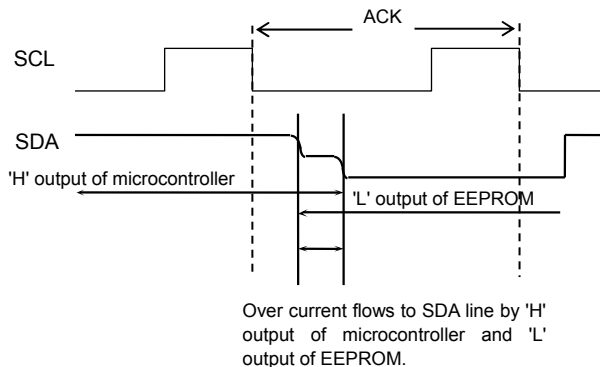 ACK
SCL
SDA
'H' output of microcontroller
'L' output of EEPROM
Over current flows to SDA line by 'H'
output of microcontroller and 'L'
output of EEPROM.